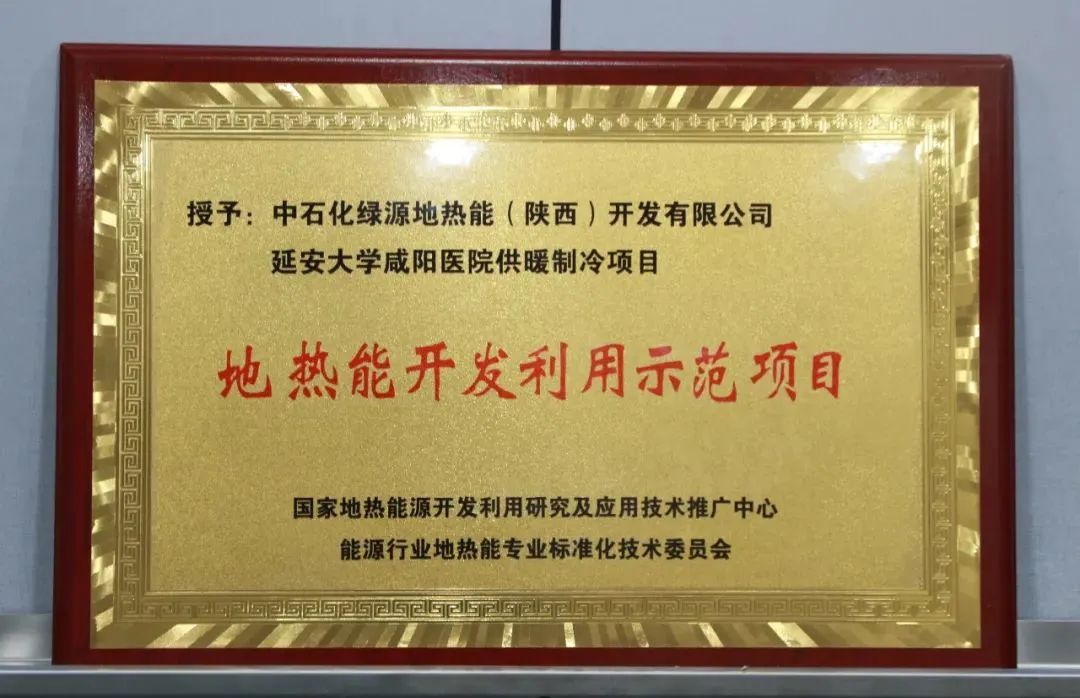 授予：中石化绿源地热能（陕西）开发有限公司
延安大学咸阳医院供暖制冷项目
地热能开发利用示范项目
国家地热能源开发利用研究及应用技术推广中心
能源行业地热能专业标准化技术委员会